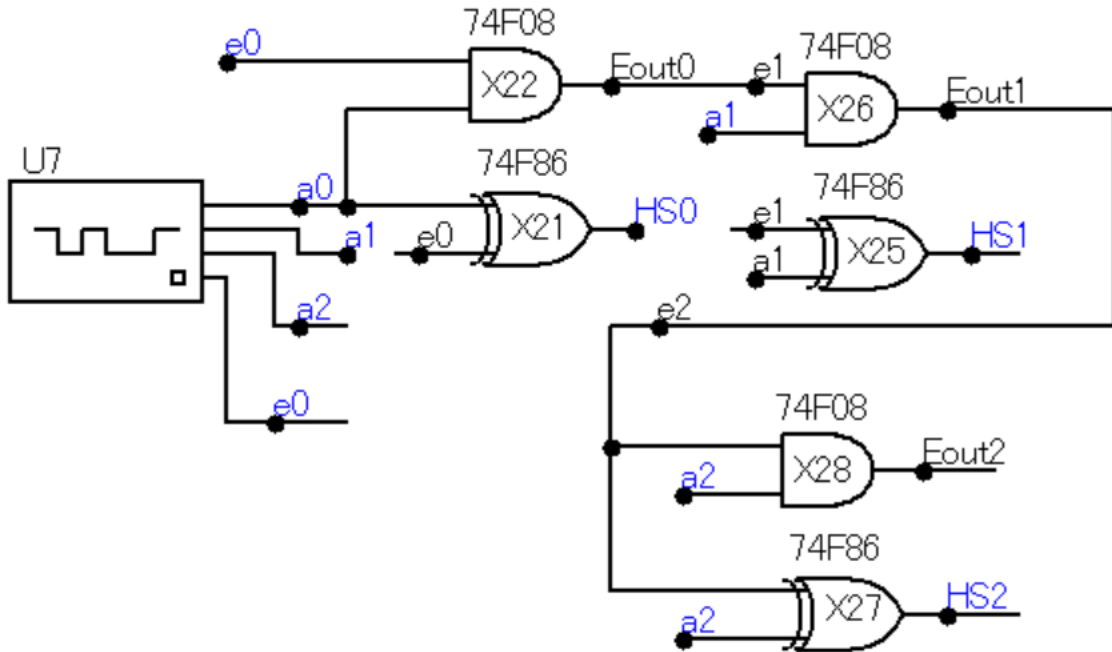 74F08
e0
X22
Eout0
e1
74F08
X26
Eout1
a1
U7
a0
a1
a2
e0
74F86
e0
X21
HS0
74F86
e1
a1
X25
HS1
e2
74F08
a2
X28
Eout2
74F86
a2
X27
HS2